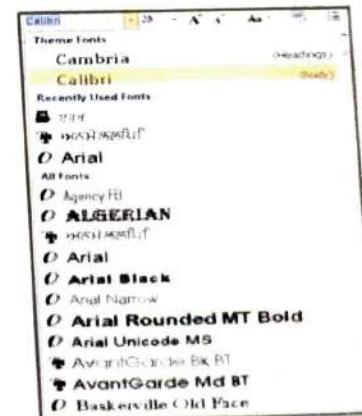 Calibri 28 A A Aa
Theme Fonts
Cambria (Headings)
Calibri (Body)
Recently Used Fonts
O Arial
All Fonts
O Agency FB
O ALGERIAN
O Arial
O Arial Black
O Arial Narrow
O Arial Rounded MT Bold
O Arial Unicode MS
AvantGarde Bk BT
AvantGarde Md BT
O Baskerville Old Face